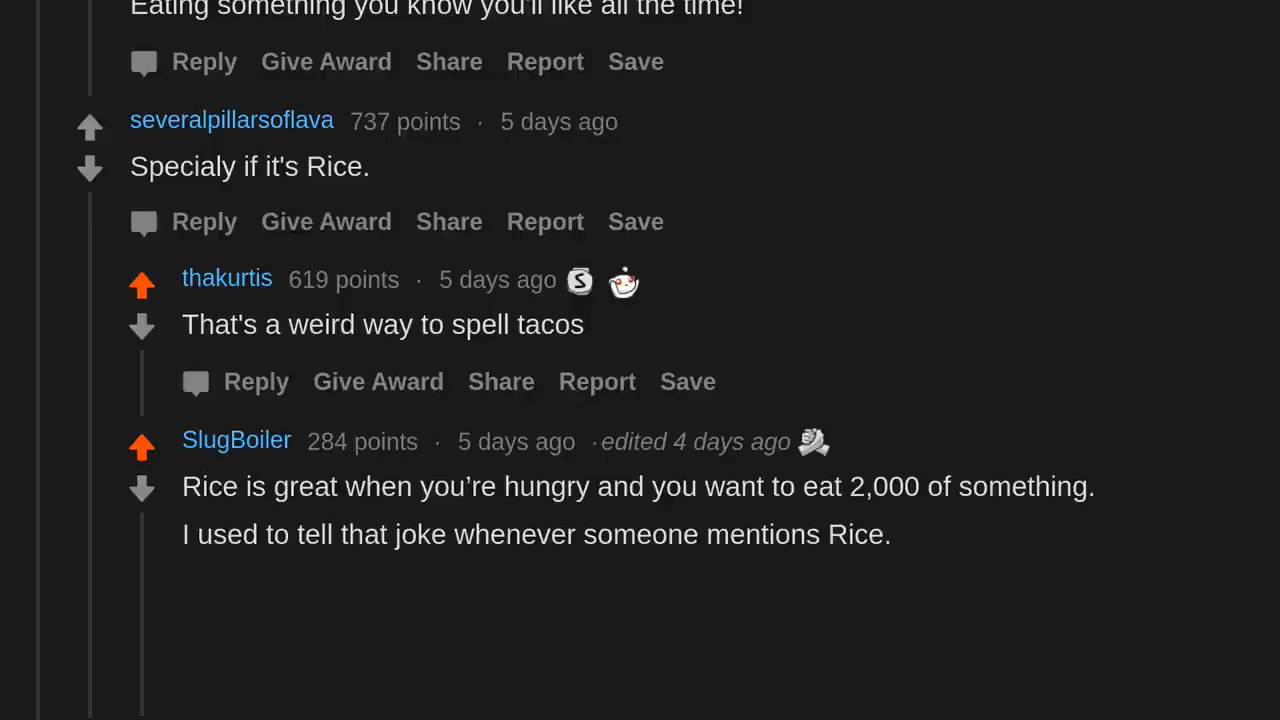 Eating something you know you'll like all the time!
Reply Give Award Share Report Save
severalpillarsoflava 737 points · 5 days ago
Specialy if it's Rice.
Reply Give Award Share Report Save
thakurtis 619 points · 5 days ago S
That's a weird way to spell tacos
Reply Give Award Share Report Save
SlugBoiler 284 points · 5 days ago · edited 4 days ago
Rice is great when you’re hungry and you want to eat 2,000 of something.
I used to tell that joke whenever someone mentions Rice.